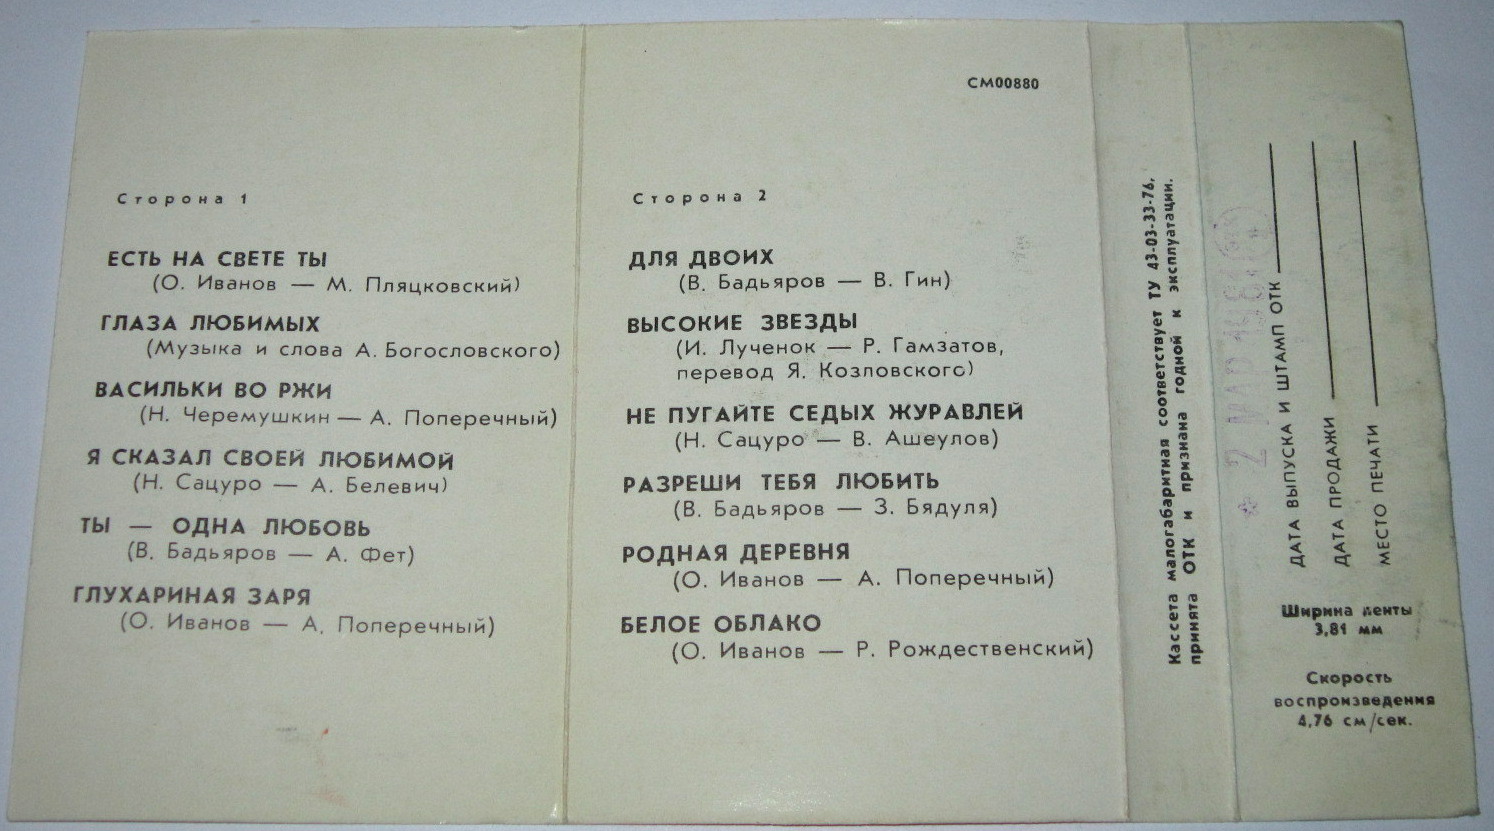 СМ00880
Сторона 1
ЕСТЬ НА СВЕТЕ ТЫ
(О. Иванов — М. Пляцковский)
ГЛАЗА ЛЮБИМЫХ
(Музыка и слова А. Богословского)
ВАСИЛЬКИ ВО РЖИ
(Н. Черемушкин — А. Поперечный)
Я СКАЗАЛ СВОЕЙ ЛЮБИМОЙ
(Н. Сацуро — А. Белевич)
ТЫ — ОДНА ЛЮБОВЬ
(В. Бадьяров — А. Фет)
ГЛУХАРИНАЯ ЗАРЯ
(О. Иванов — А. Поперечный)
Сторона 2
ДЛЯ ДВОИХ
(В. Бадьяров — В. Гин)
ВЫСОКИЕ ЗВЕЗДЫ
(И. Лученок — Р. Гамзатов,
перевод Я. Козловского)
НЕ ПУГАЙТЕ СЕДЫХ ЖУРАВЛЕЙ
(Н. Сацуро — В. Ашеулов)
РАЗРЕШИ ТЕБЯ ЛЮБИТЬ
(В. Бадьяров — З. Бядуля)
РОДНАЯ ДЕРЕВНЯ
(О. Иванов — А. Поперечный)
БЕЛОЕ ОБЛАКО
(О. Иванов — Р. Рождественский)
Кассета малогабаритная соответствует ТУ 43-03-33-76,
принята ОТК и признана годной к эксплуатации.
2 МАР 1981
ДАТА ВЫПУСКА И ШТАМП ОТК
ДАТА ПРОДАЖИ
МЕСТО ПЕЧАТИ
Ширина ленты
3,81 мм
Скорость
воспроизведения
4,76 см/сек.